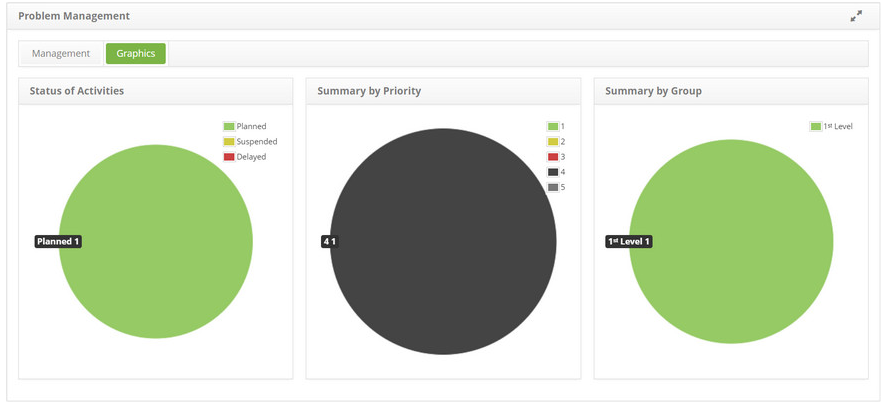 Problem Management
Management
Graphics
Status of Activities
Planned
Suspended
Delayed
Planned 1
Summary by Priority
1
2
3
4
5
4 1
Summary by Group
1st Level
1st Level 1